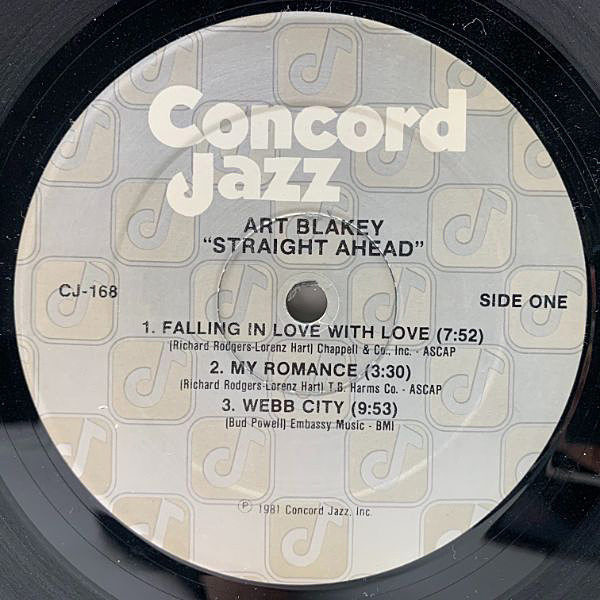 Concord
Jazz
ART BLAKEY
"STRAIGHT AHEAD"
CJ-168
SIDE ONE
1. FALLING IN LOVE WITH LOVE (7:52)
(Richard Rodgers-Lorenz Hart) Chappell & Co., Inc. - ASCAP
2. MY ROMANCE (3:30)
(Richard Rodgers-Lorenz Hart) T.B. Harms Co. - ASCAP
3. WEBB CITY (9:53)
(Bud Powell) Embassy Music - BMI
Ⓟ 1981 Concord Jazz, Inc.